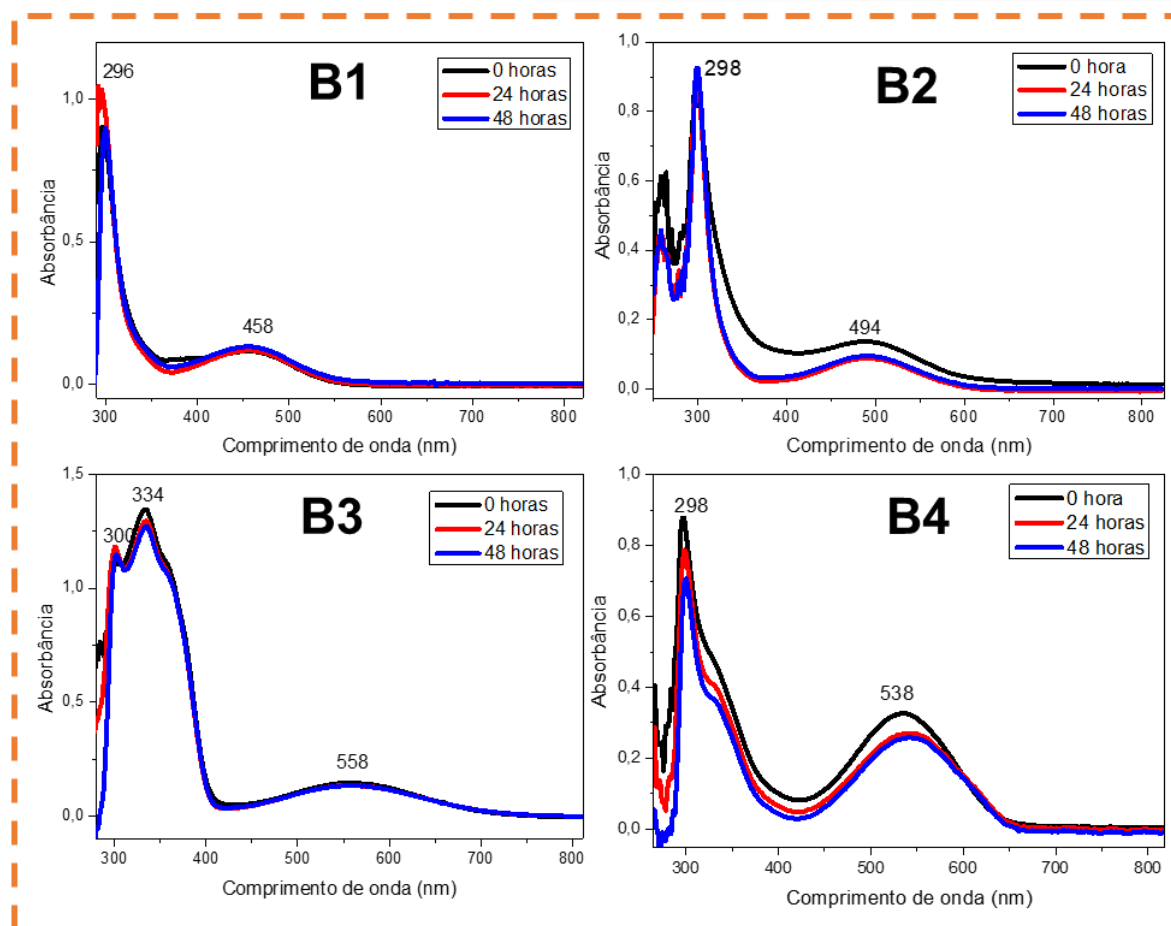 B1
296
0 horas
24 horas
48 horas
1,0
0,5
0,0
458
Absorbância
300
400
500
600
700
800
Comprimento de onda (nm)
B2
298
0 hora
24 horas
48 horas
1,0
0,8
0,6
0,4
0,2
0,0
494
Absorbância
300
400
500
600
700
800
Comprimento de onda (nm)
B3
334
300
0 horas
24 horas
48 horas
1,5
1,0
0,5
0,0
558
Absorbância
300
400
500
600
700
800
Comprimento de onda (nm)
B4
298
0 hora
24 horas
48 horas
1,0
0,8
0,6
0,4
0,2
0,0
538
Absorbância
300
400
500
600
700
800
Comprimento de onda (nm)